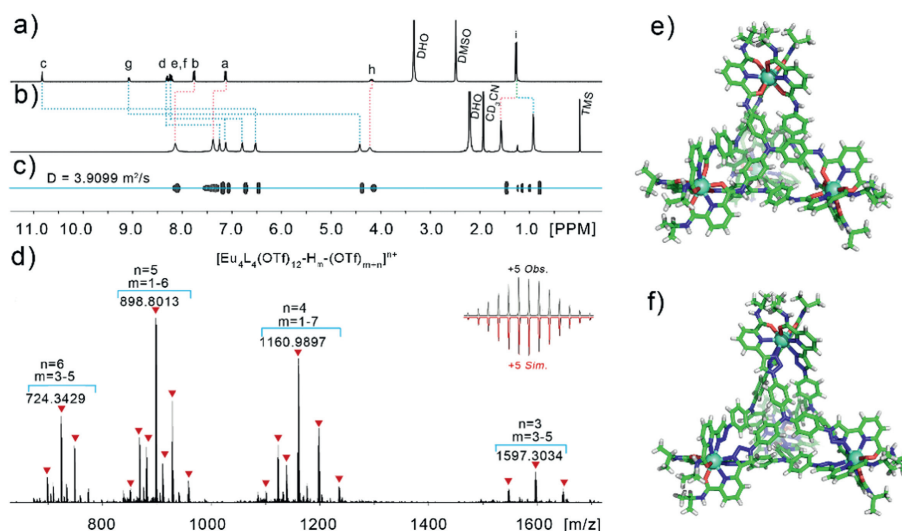 a)
c
g
d e,f b
a
h
DHO
DMSO
i
e)
b)
DHO
CD3CN
TMS
c)
D = 3.9099 m²/s
11.0 10.0 9.0 8.0 7.0 6.0 5.0 4.0 3.0 2.0 1.0 [PPM]
d)
[Eu₄L₄(OTf)₁₂-Hₘ-(OTf)ₘ₋ₙ]ⁿ⁺
n=5
m=1-6
898.8013
n=4
m=1-7
1160.9897
+5 Obs.
+5 Sim.
n=6
m=3-5
724.3429
n=3
m=3-5
1597.3034
800 1000 1200 1400 1600 [m/z]
f)